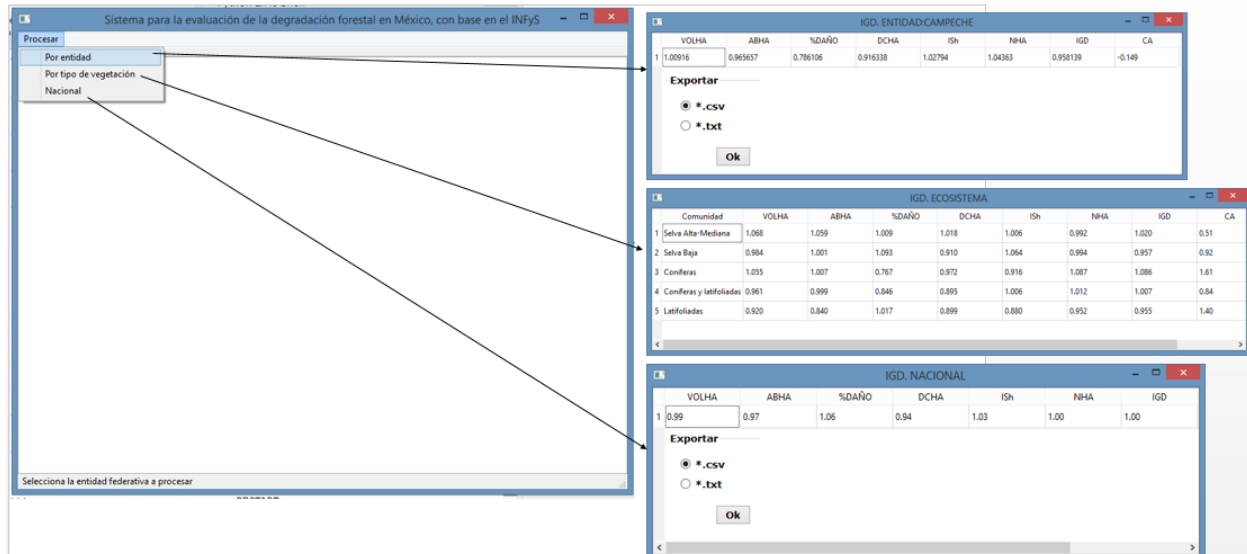 Sistema para la evaluación de la degradación forestal en México, con base en el INFyS
Procesar
Por entidad
Por tipo de vegetación
Nacional
Selecciona la entidad federativa a procesar
IGD. ENTIDAD:CAMPECHE
VOLHA ABHA %DAÑO DCHA ISh NHA IGD CA
1 1.00916 0.965657 0.786106 0.916338 1.02794 1.04363 0.958139 -0.149
Exportar
*.csv
*.txt
Ok
IGD. ECOSISTEMA
Comunidad VOLHA ABHA %DAÑO DCHA ISh NHA IGD CA
1 Selva Alta-Mediana 1.068 1.059 1.009 1.018 1.006 0.992 1.020 0.51
2 Selva Baja 0.984 1.001 1.093 0.910 1.064 0.994 0.957 0.92
3 Coníferas 1.055 1.007 0.767 0.972 0.916 1.087 1.086 1.61
4 Coníferas y latifoliadas 0.961 0.999 0.846 0.895 1.006 1.012 1.007 0.84
5 Latifoliadas 0.920 0.840 1.017 0.899 0.880 0.952 0.955 1.40
IGD. NACIONAL
VOLHA ABHA %DAÑO DCHA ISh NHA IGD
1 0.99 0.97 1.06 0.94 1.03 1.00 1.00
Exportar
*.csv
*.txt
Ok